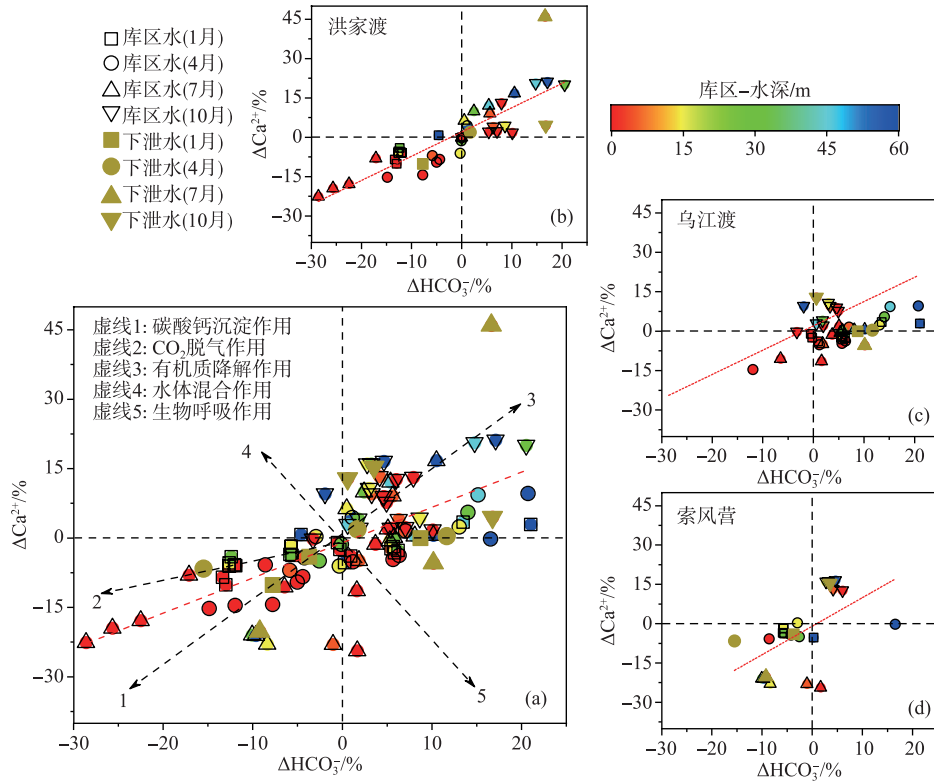 库区水(1月)
库区水(4月)
库区水(7月)
库区水(10月)
下泄水(1月)
下泄水(4月)
下泄水(7月)
下泄水(10月)
洪家渡
45
30
15
0
−15
−30
ΔCa²⁺/%
(b)
−30 −20 −10 0 10 20
ΔHCO₃⁻/%
库区−水深/m
0 15 30 45 60
乌江渡
45
30
15
0
−15
−30
ΔCa²⁺/%
(c)
−30 −20 −10 0 10 20
ΔHCO₃⁻/%
虚线1: 碳酸钙沉淀作用
虚线2: CO₂脱气作用
虚线3: 有机质降解作用
虚线4: 水体混合作用
虚线5: 生物呼吸作用
45
30
15
0
−15
−30
ΔCa²⁺/%
1
2
3
4
5
(a)
−30 −20 −10 0 10 20
ΔHCO₃⁻/%
索风营
45
30
15
0
−15
−30
ΔCa²⁺/%
(d)
−30 −20 −10 0 10 20
ΔHCO₃⁻/%